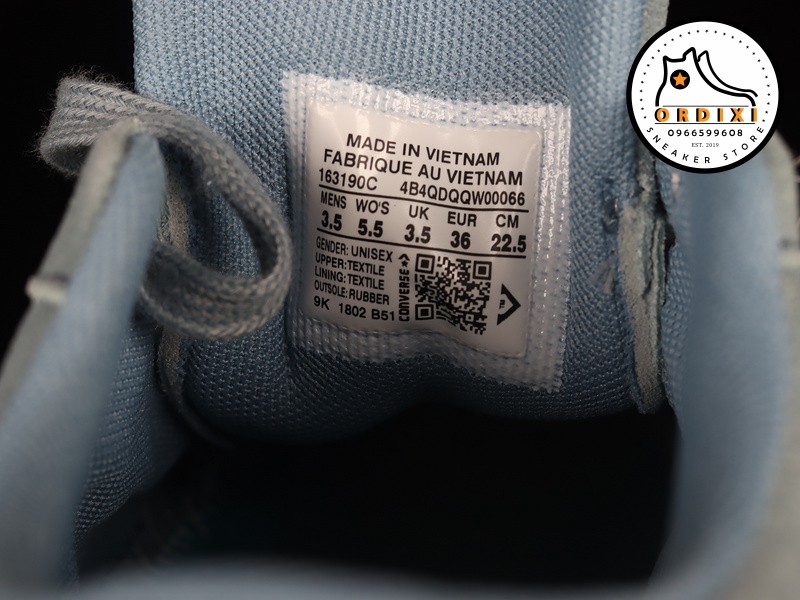 MADE IN VIETNAM
FABRIQUE AU VIETNAM
163190C 4B4QDQQW00066
MENS WO'S UK EUR CM
3.5 5.5 3.5 36 22.5
GENDER: UNISEX
UPPER: TEXTILE
LINING: TEXTILE
OUTSOLE: RUBBER
9K 1802 B51
CONVERSE
P
ORDIXI
0966599608
EST. 2019
SNEAKER STORE